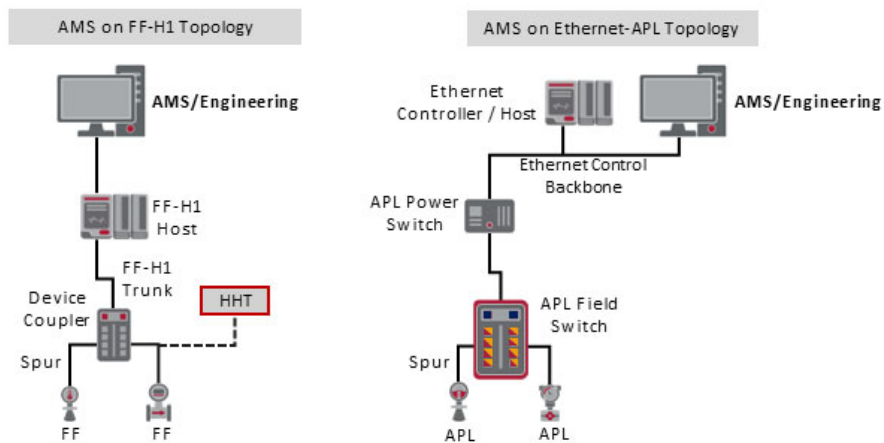 AMS on FF-H1 Topology
AMS/Engineering
FF-H1
Host
FF-H1
Trunk
Device
Coupler
HHT
Spur
FF
FF
AMS on Ethernet-APL Topology
Ethernet
Controller / Host
AMS/Engineering
Ethernet Control
Backbone
APL Power
Switch
APL Field
Switch
Spur
APL
APL